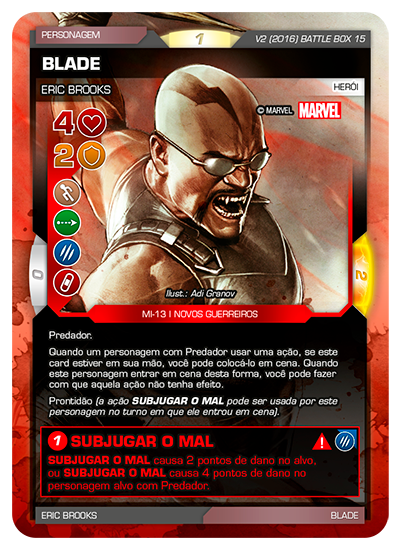 PERSONAGEM
1
V2 (2016) BATTLE BOX 15
BLADE
ERIC BROOKS
HERÓI
© MARVEL MARVEL
4
2
0
2
Ilust.: Adi Granov
MI-13 | NOVOS GUERREIROS
Predador.
Quando um personagem com Predador usar uma ação, se este
card estiver em sua mão, você pode colocá-lo em cena. Quando
este personagem entrar em cena desta forma, você pode fazer
com que aquela ação não tenha efeito.
Prontidão (a ação SUBJUGAR O MAL pode ser usada por este
personagem no turno em que ele entrou em cena).
1 SUBJUGAR O MAL
SUBJUGAR O MAL causa 2 pontos de dano no alvo,
ou SUBJUGAR O MAL causa 4 pontos de dano no
personagem alvo com Predador.
ERIC BROOKS
BLADE